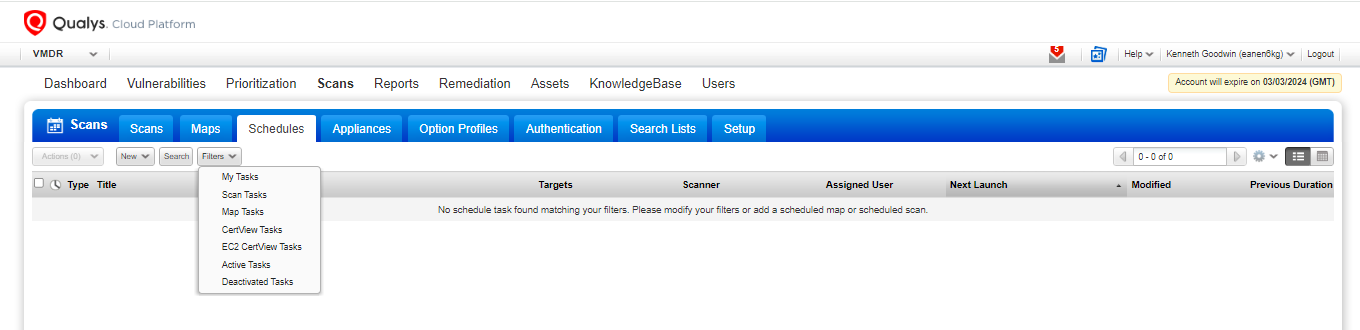 Qualys. Cloud Platform
VMDR
5
Help
Kenneth Goodwin (eanen6kg)
Logout
Dashboard Vulnerabilities Prioritization Scans Reports Remediation Assets KnowledgeBase Users
Account will expire on 03/03/2024 (GMT)
Scans Scans Maps Schedules Appliances Option Profiles Authentication Search Lists Setup
Actions (0) New Search Filters 0 - 0 of 0
Type Title Targets Scanner Assigned User Next Launch Modified Previous Duration
No schedule task found matching your filters. Please modify your filters or add a scheduled map or scheduled scan.
My Tasks
Scan Tasks
Map Tasks
CertView Tasks
EC2 CertView Tasks
Active Tasks
Deactivated Tasks